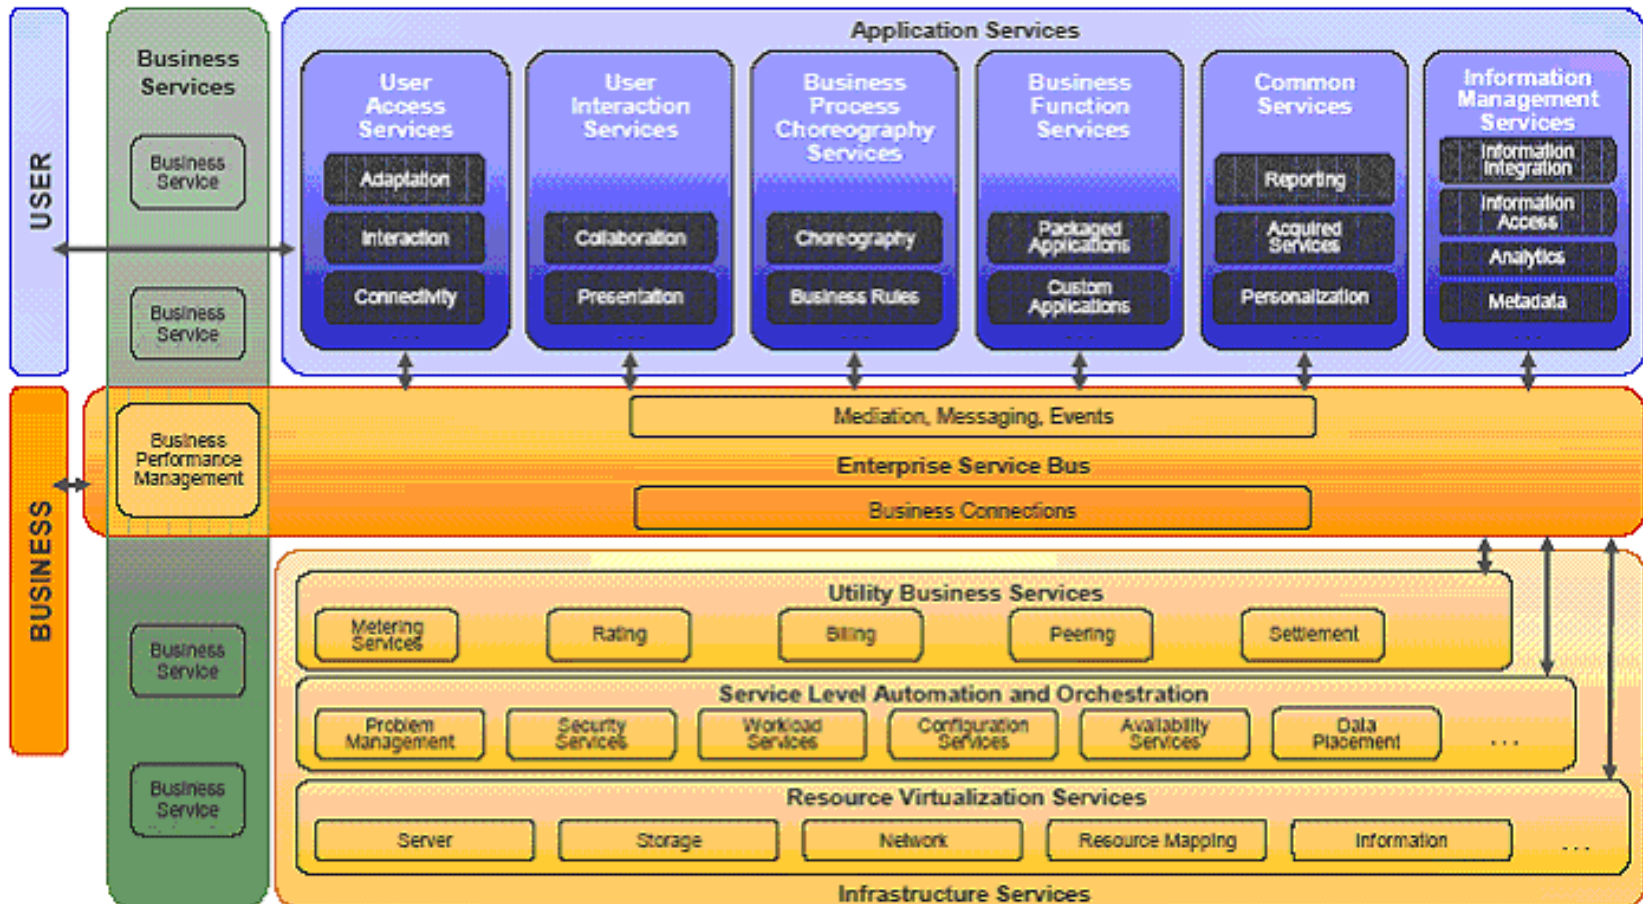 USER
BUSINESS
Business
Services
Business
Service
Business
Service
Business
Performance
Management
Business
Service
Business
Service
Application Services
User
Access
Services
Adaptation
Interaction
Connectivity
...
User
Interaction
Services
Collaboration
Presentation
...
Business
Process
Choreography
Services
Choreography
Business Rules
...
Business
Function
Services
Packaged
Applications
Custom
Applications
...
Common
Services
Reporting
Acquired
Services
Personalization
...
Information
Management
Services
Information
Integration
Information
Access
Analytics
Metadata
...
Mediation, Messaging, Events
Enterprise Service Bus
Business Connections
Utility Business Services
Metering
Services
Rating
Billing
Peering
Settlement
Service Level Automation and Orchestration
Problem
Management
Security
Services
Workload
Services
Configuration
Services
Availability
Services
Data
Placement
...
Resource Virtualization Services
Server
Storage
Network
Resource Mapping
Information
...
Infrastructure Services